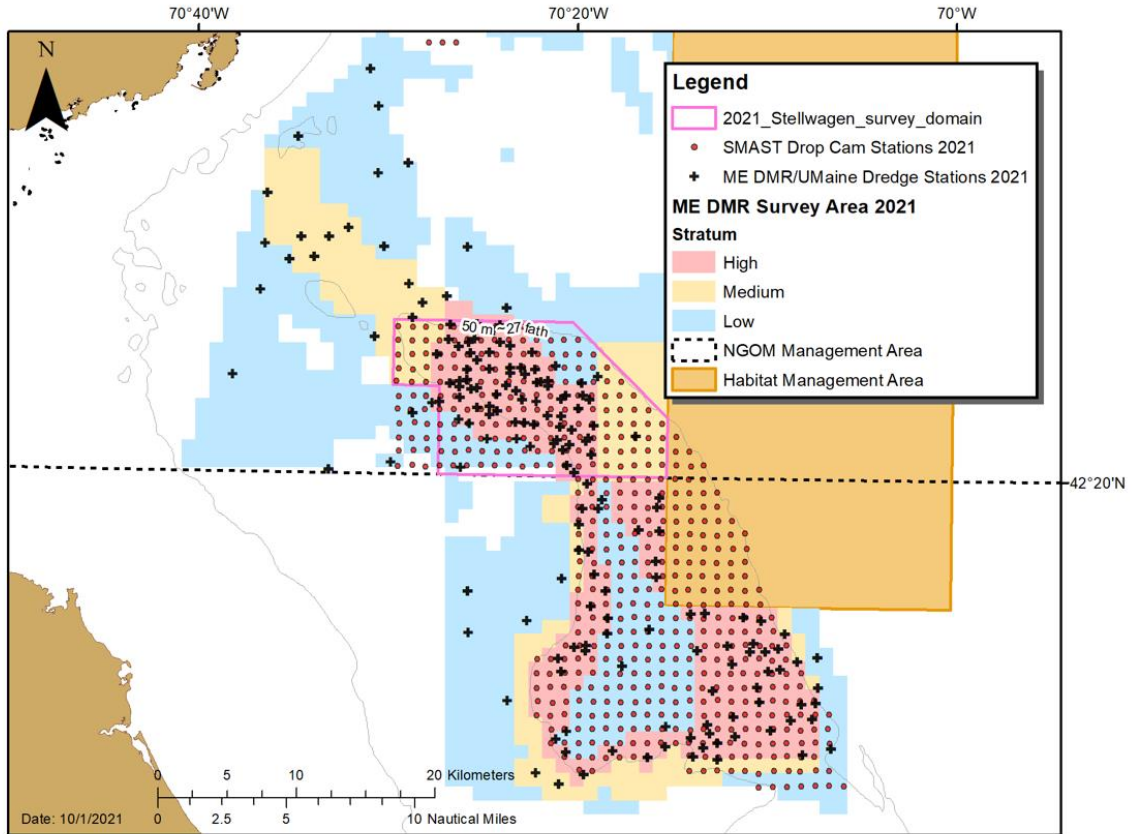 70°40'W
70°20'W
70°W
N
Legend
2021_Stellwagen_survey_domain
SMAST Drop Cam Stations 2021
ME DMR/UMaine Dredge Stations 2021
ME DMR Survey Area 2021
Stratum
High
Medium
Low
NGOM Management Area
Habitat Management Area
50 m ~27 fath
42°20'N
0 5 10 20 Kilometers
0 2.5 5 10 Nautical Miles
Date: 10/1/2021